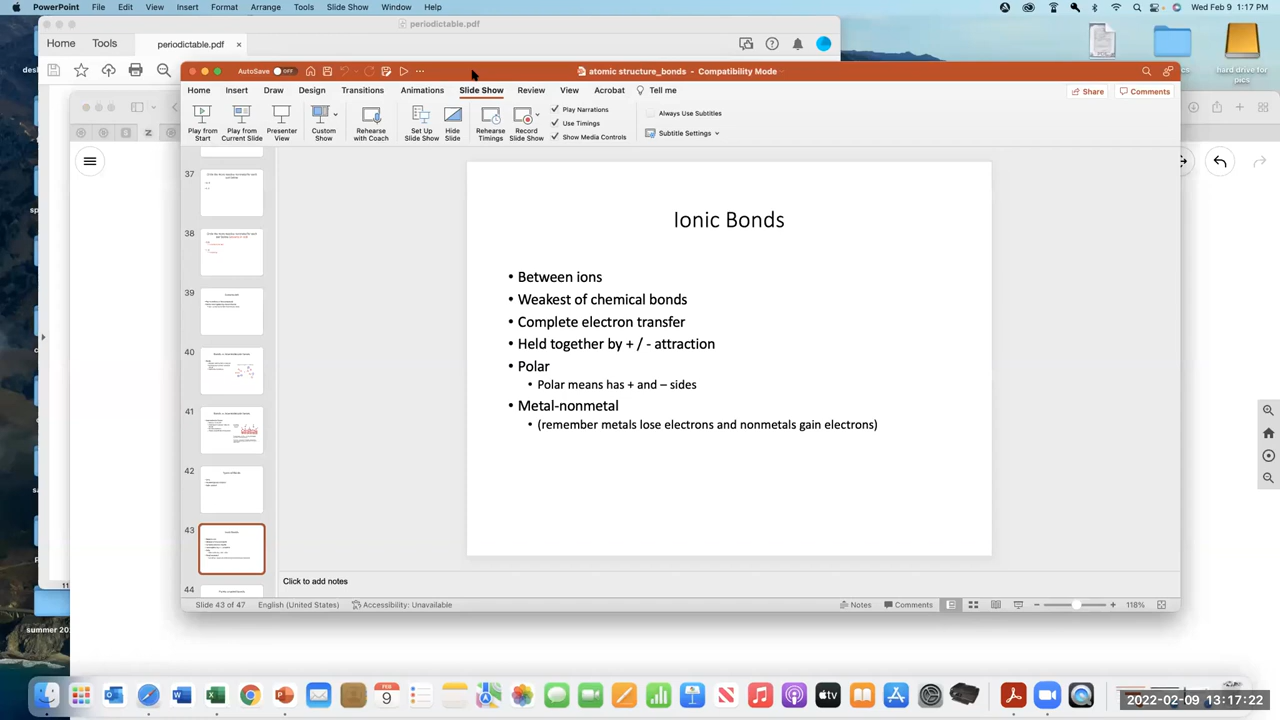 PowerPoint File Edit View Insert Format Arrange Tools Slide Show Window Help Wed Feb 9 1:17 PM
periodictable.pdf
Home Tools periodictable.pdf
AutoSave OFF atomic structure_bonds - Compatibility Mode
hard drive for
pics
Home Insert Draw Design Transitions Animations Slide Show Review View Acrobat Tell me Share Comments
Play from
Start
Play from
Current Slide
Presenter
View
Custom
Show
Rehearse
with Coach
Set Up
Slide Show
Hide
Slide
Rehearse
Timings
Record
Slide Show
Play Narrations
Use Timings
Show Media Controls
Always Use Subtitles
Subtitle Settings
37
38
39
40
41
42
43
44
Ionic Bonds
• Between ions
• Weakest of chemical bonds
• Complete electron transfer
• Held together by + / - attraction
• Polar
• Polar means has + and – sides
• Metal-nonmetal
• (remember metals lose electrons and nonmetals gain electrons)
Click to add notes
Slide 43 of 47 English (United States) Accessibility: Unavailable Notes Comments 118%
summer 20
FEB
9
2022-02-09 13:17:22